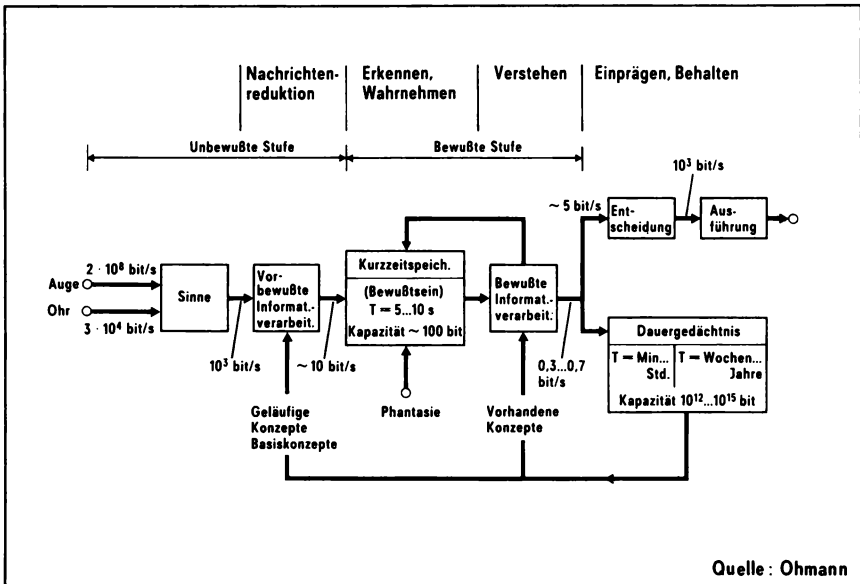 Nachrichten-
reduktion
Erkennen,
Wahrnehmen
Verstehen
Einprägen, Behalten
Unbewußte Stufe
Bewußte Stufe
Auge
2 · 10⁸ bit/s
Ohr
3 · 10⁴ bit/s
Sinne
10³ bit/s
Vor-
bewußte
Informat.-
verarbeit.
~ 10 bit/s
Kurzzeitspeich.
(Bewußtsein)
T = 5...10 s
Kapazität ~ 100 bit
Bewußte
Informat.-
verarbeit.
~ 5 bit/s
Ent-
scheidung
10³ bit/s
Aus-
führung
0,3...0,7
bit/s
Dauergedächtnis
T = Min...
Std.
T = Wochen...
Jahre
Kapazität 10¹²...10¹⁵ bit
Geläufige
Konzepte
Basiskonzepte
Phantasie
Vorhandene
Konzepte
Quelle: Ohmann